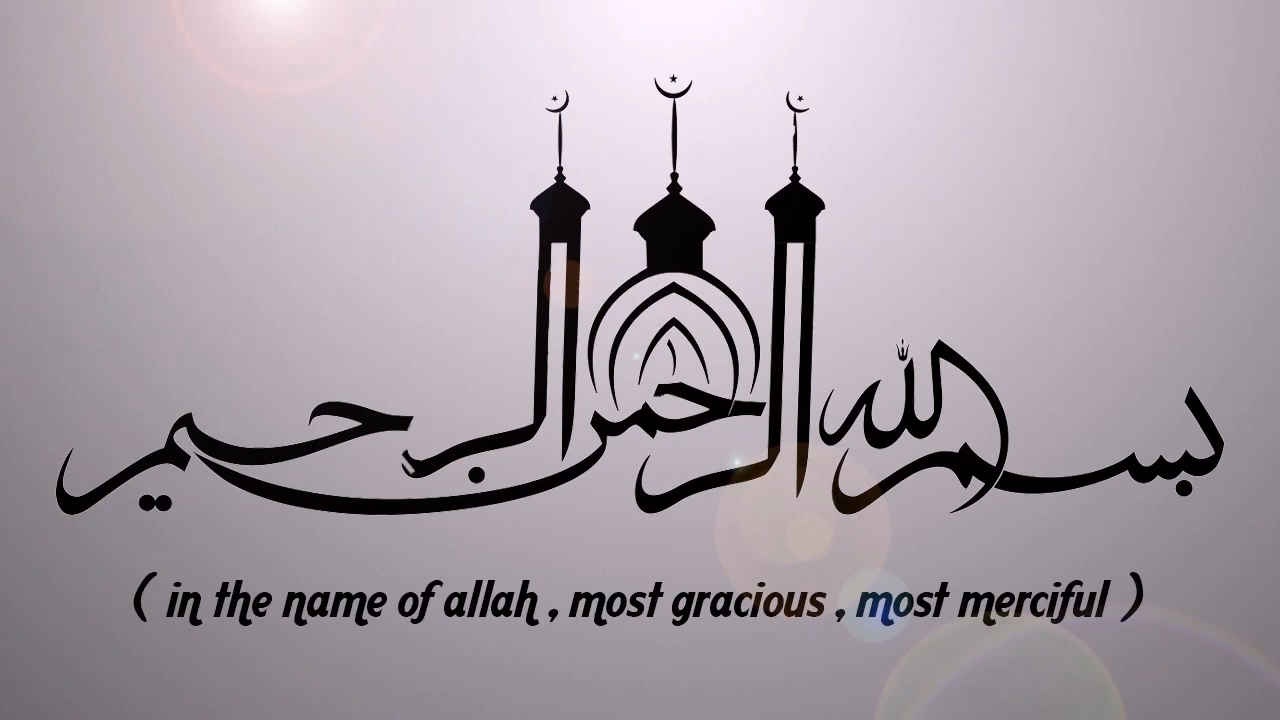 بسم الله الرحمن الرحيم
( in the name of allah , most gracious , most merciful )